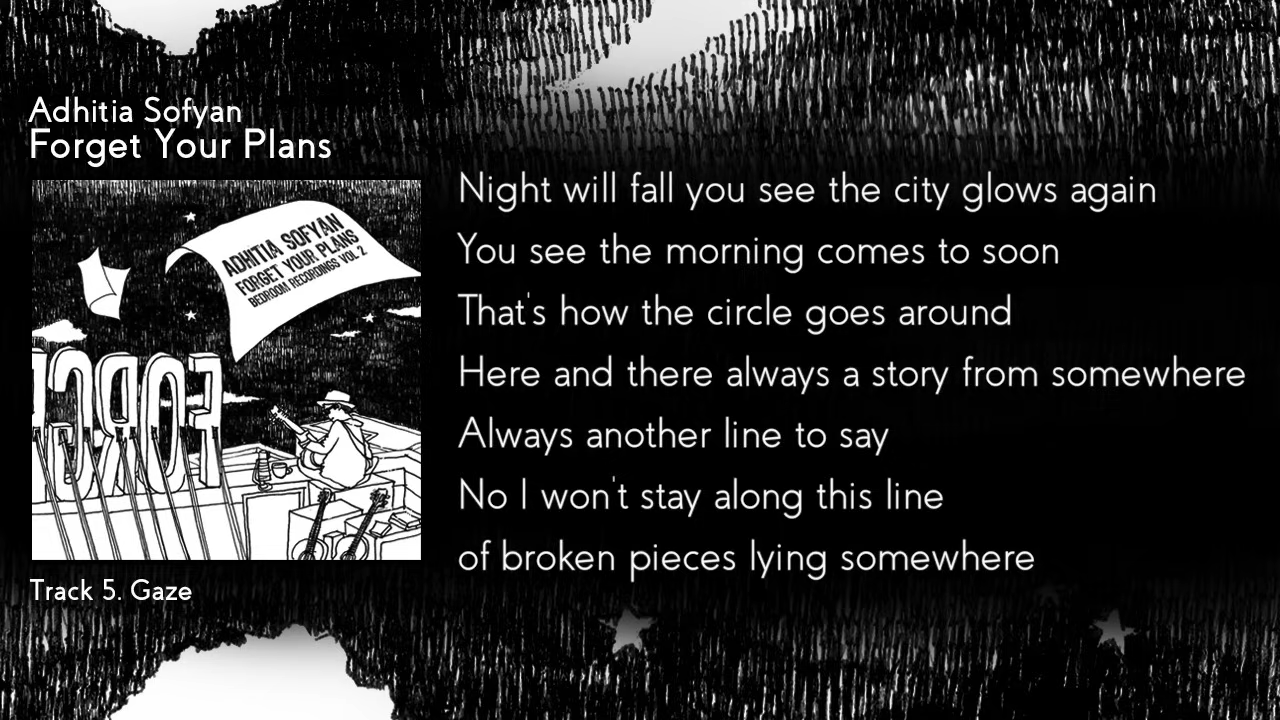 Adhitia Sofyan
Forget Your Plans
ADHITIA SOFYAN
FORGET YOUR PLANS
BEDROOM RECORDINGS VOL. 2
FORGE
Track 5. Gaze
Night will fall you see the city glows again
You see the morning comes to soon
That's how the circle goes around
Here and there always a story from somewhere
Always another line to say
No I won't stay along this line
of broken pieces lying somewhere